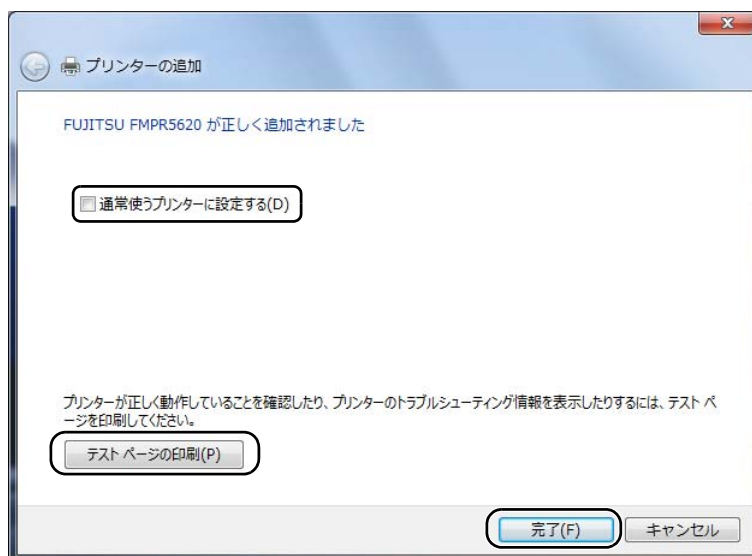 プリンターの追加
FUJITSU FMPR5620 が正しく追加されました
通常使うプリンターに設定する(D)
プリンターが正しく動作していることを確認したり、プリンターのトラブルシューティング情報を表示したりするには、テスト ペ
ージを印刷してください。
テスト ページの印刷(P)
完了(F)
キャンセル